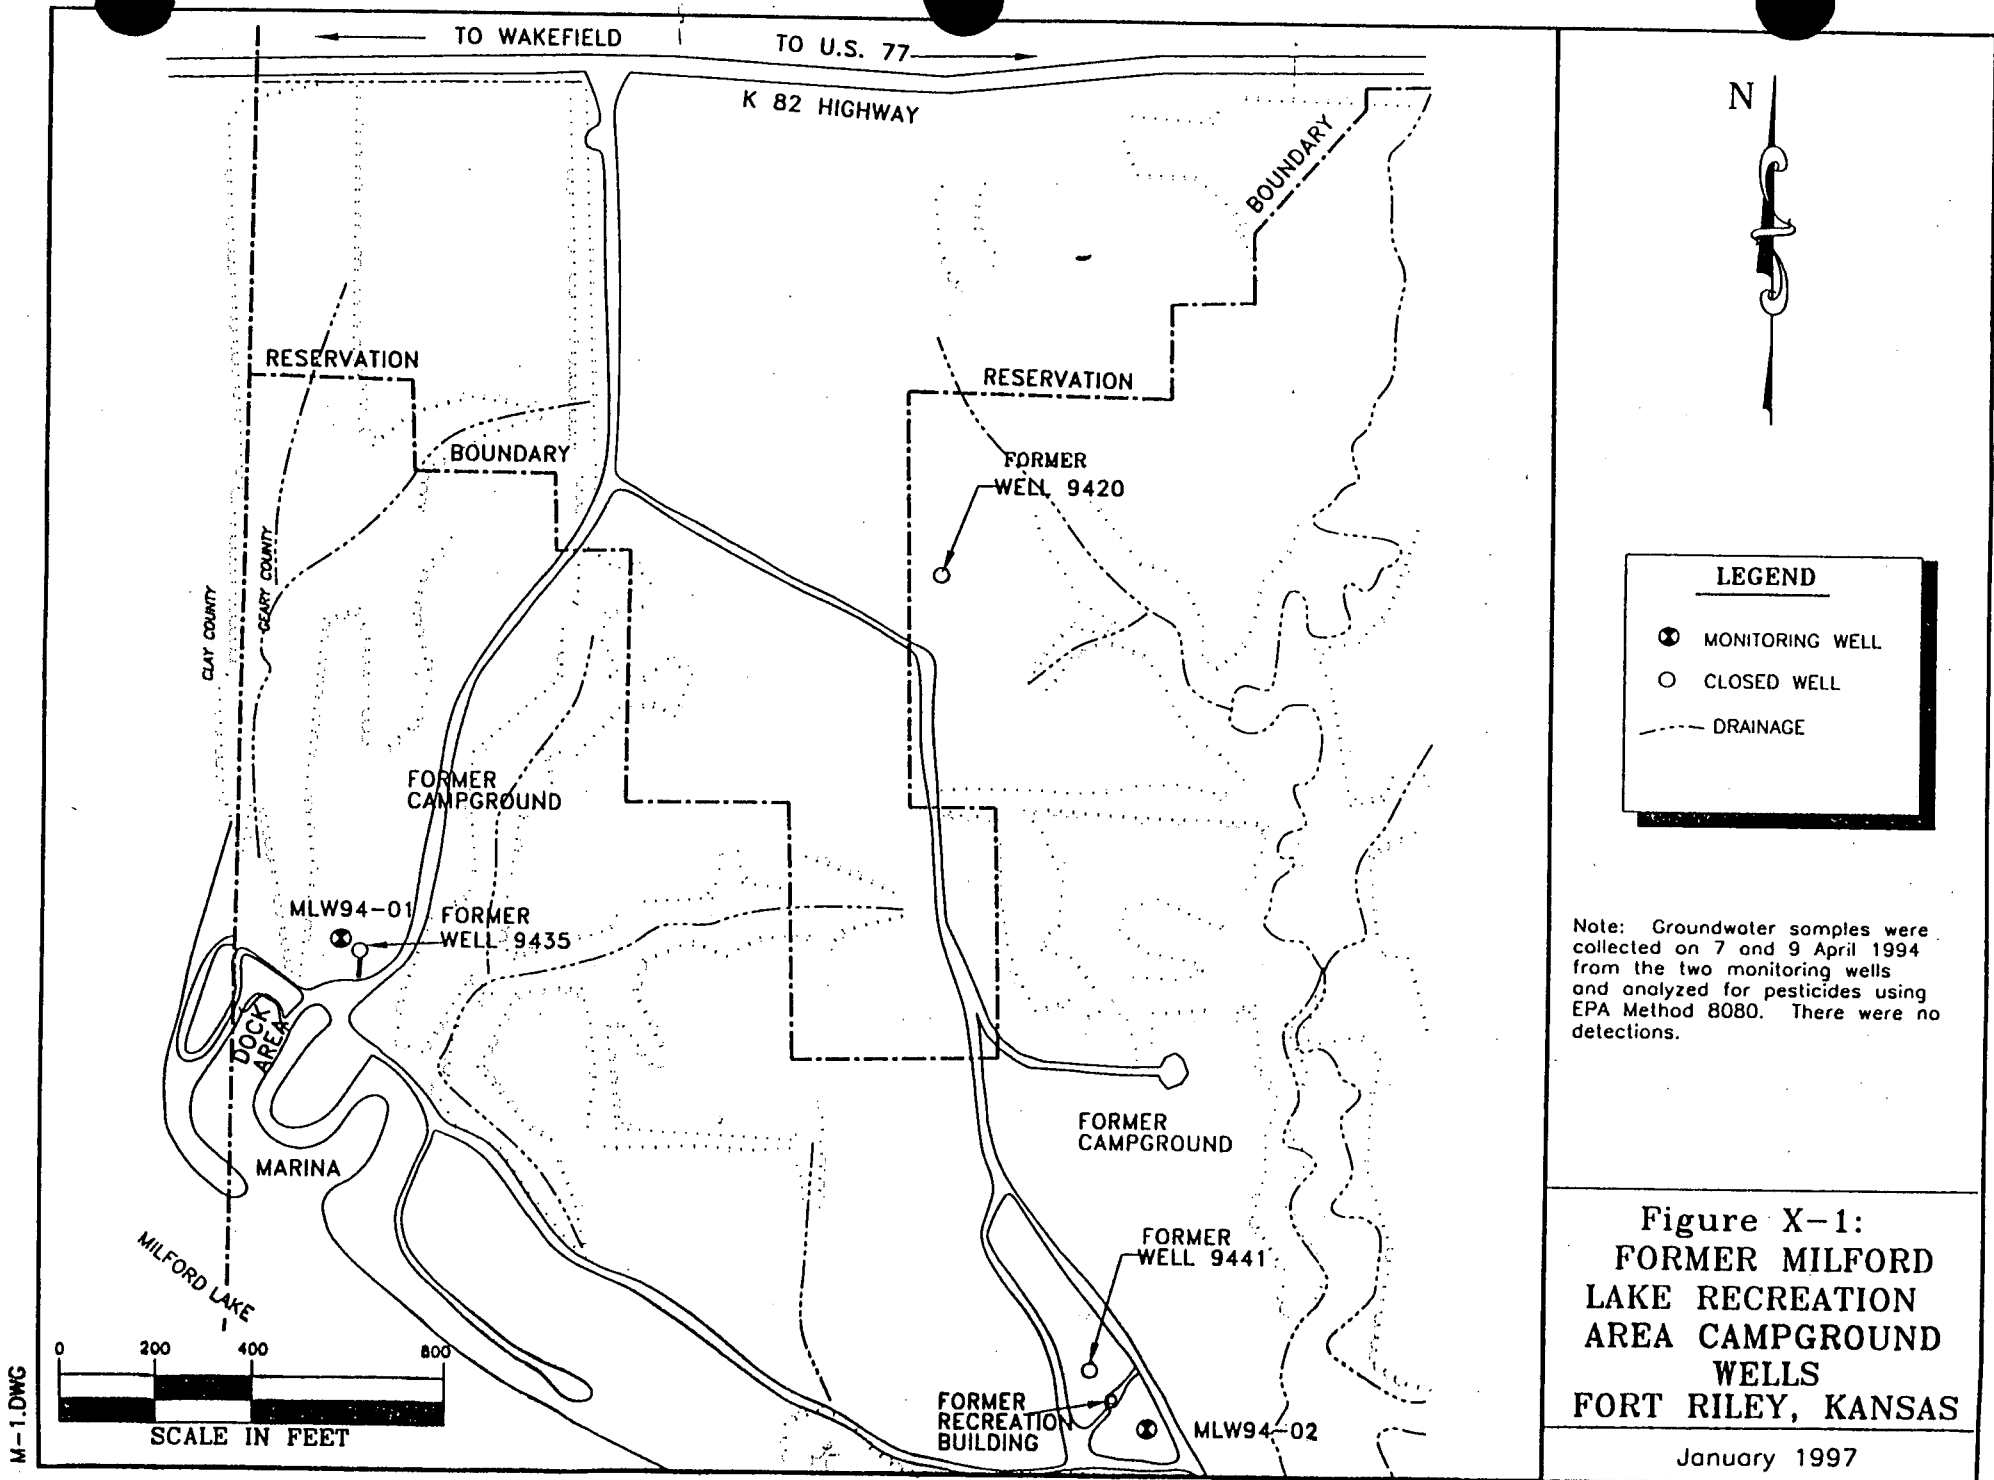 TO WAKEFIELD
TO U.S. 77
K 82 HIGHWAY
BOUNDARY
RESERVATION
RESERVATION
BOUNDARY
FORMER
WELL 9420
CLAY COUNTY
GEARY COUNTY
FORMER
CAMPGROUND
MLW94-01
FORMER
WELL 9435
DOCK
AREA
MARINA
FORMER
CAMPGROUND
MILFORD LAKE
FORMER
WELL 9441
FORMER
RECREATION
BUILDING
MLW94-02
0 200 400 800
SCALE IN FEET
M-1.DWG
N
LEGEND
MONITORING WELL
CLOSED WELL
DRAINAGE
Note: Groundwater samples were
collected on 7 and 9 April 1994
from the two monitoring wells
and analyzed for pesticides using
EPA Method 8080. There were no
detections.
Figure X-1:
FORMER MILFORD
LAKE RECREATION
AREA CAMPGROUND
WELLS
FORT RILEY, KANSAS
January 1997